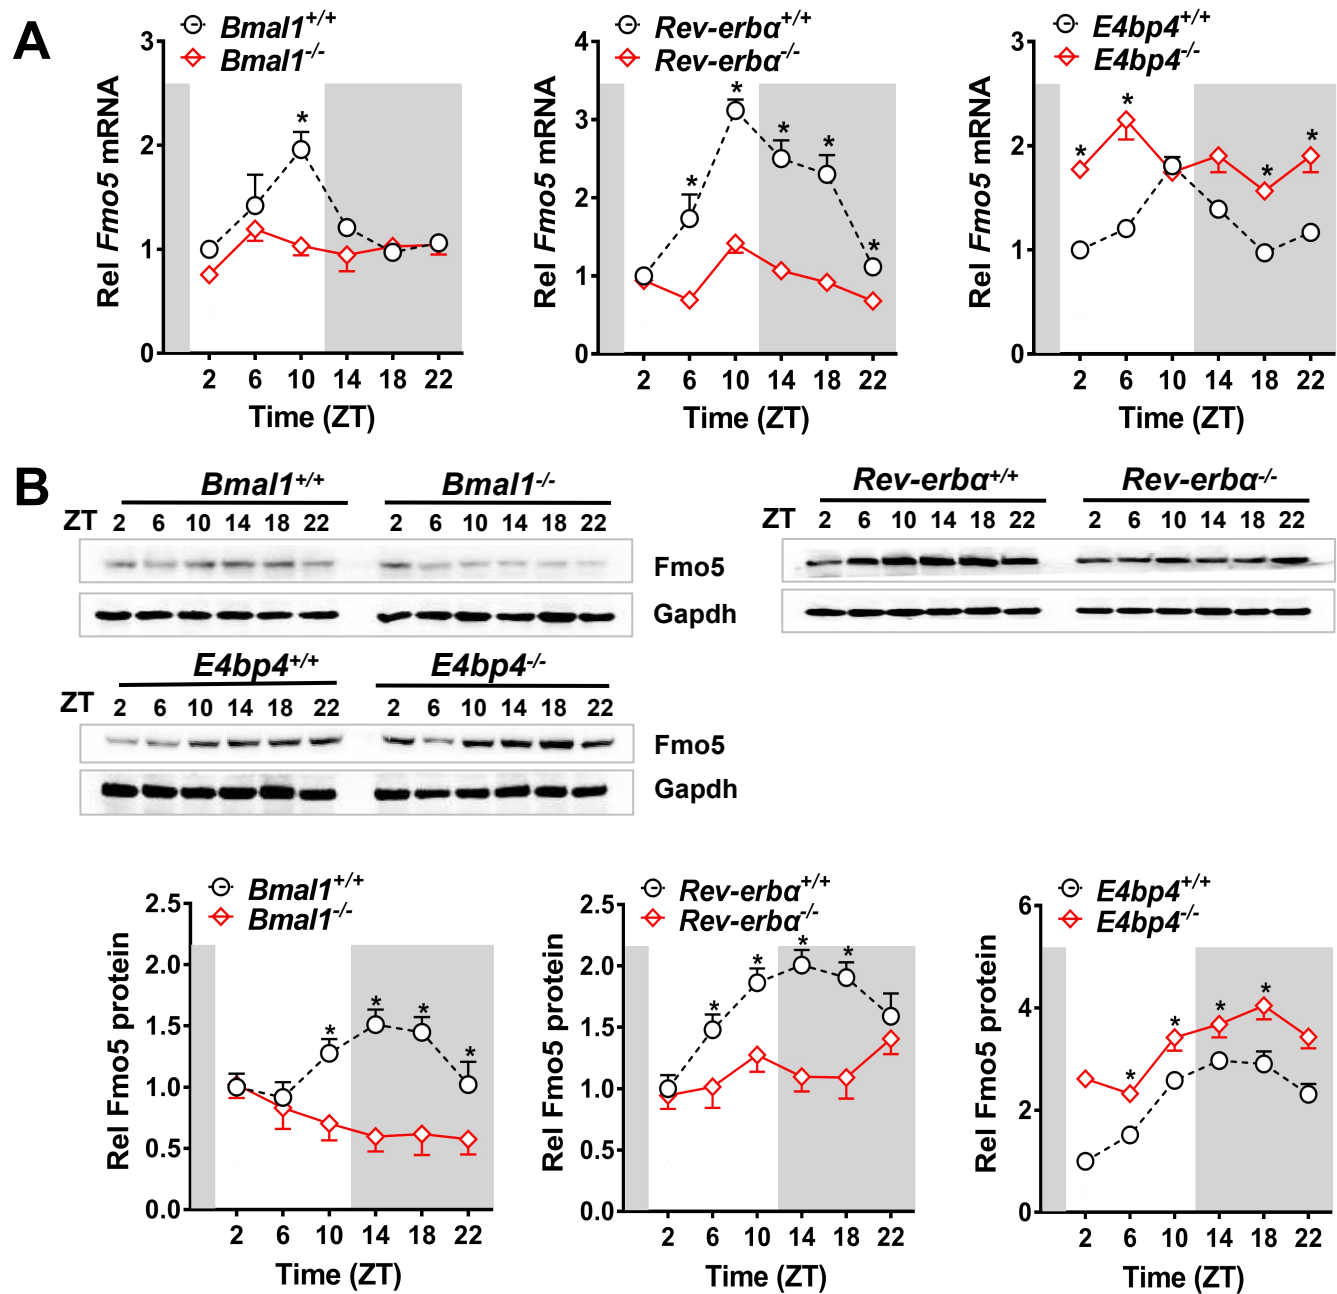 A
Bmal1+/+
Bmal1-/-
Rel Fmo5 mRNA
3
2
1
0
2 6 10 14 18 22
Time (ZT)
Rev-erbα+/+
Rev-erbα-/-
Rel Fmo5 mRNA
4
3
2
1
0
* * * * * *
2 6 10 14 18 22
Time (ZT)
E4bp4+/+
E4bp4-/-
Rel Fmo5 mRNA
3
2
1
0
* * * *
2 6 10 14 18 22
Time (ZT)
B
Bmal1+/+ Bmal1-/-
ZT 2 6 10 14 18 22 2 6 10 14 18 22
Fmo5
Gapdh
Rev-erbα+/+ Rev-erbα-/-
ZT 2 6 10 14 18 22 2 6 10 14 18 22
E4bp4+/+ E4bp4-/-
ZT 2 6 10 14 18 22 2 6 10 14 18 22
Fmo5
Gapdh
Bmal1+/+
Bmal1-/-
Rel Fmo5 protein
2.5
2.0
1.5
1.0
0.5
0.0
* * * *
2 6 10 14 18 22
Time (ZT)
Rev-erbα+/+
Rev-erbα-/-
Rel Fmo5 protein
2.5
2.0
1.5
1.0
0.5
0.0
* * * *
2 6 10 14 18 22
Time (ZT)
E4bp4+/+
E4bp4-/-
Rel Fmo5 protein
6
4
2
0
* * * *
2 6 10 14 18 22
Time (ZT)